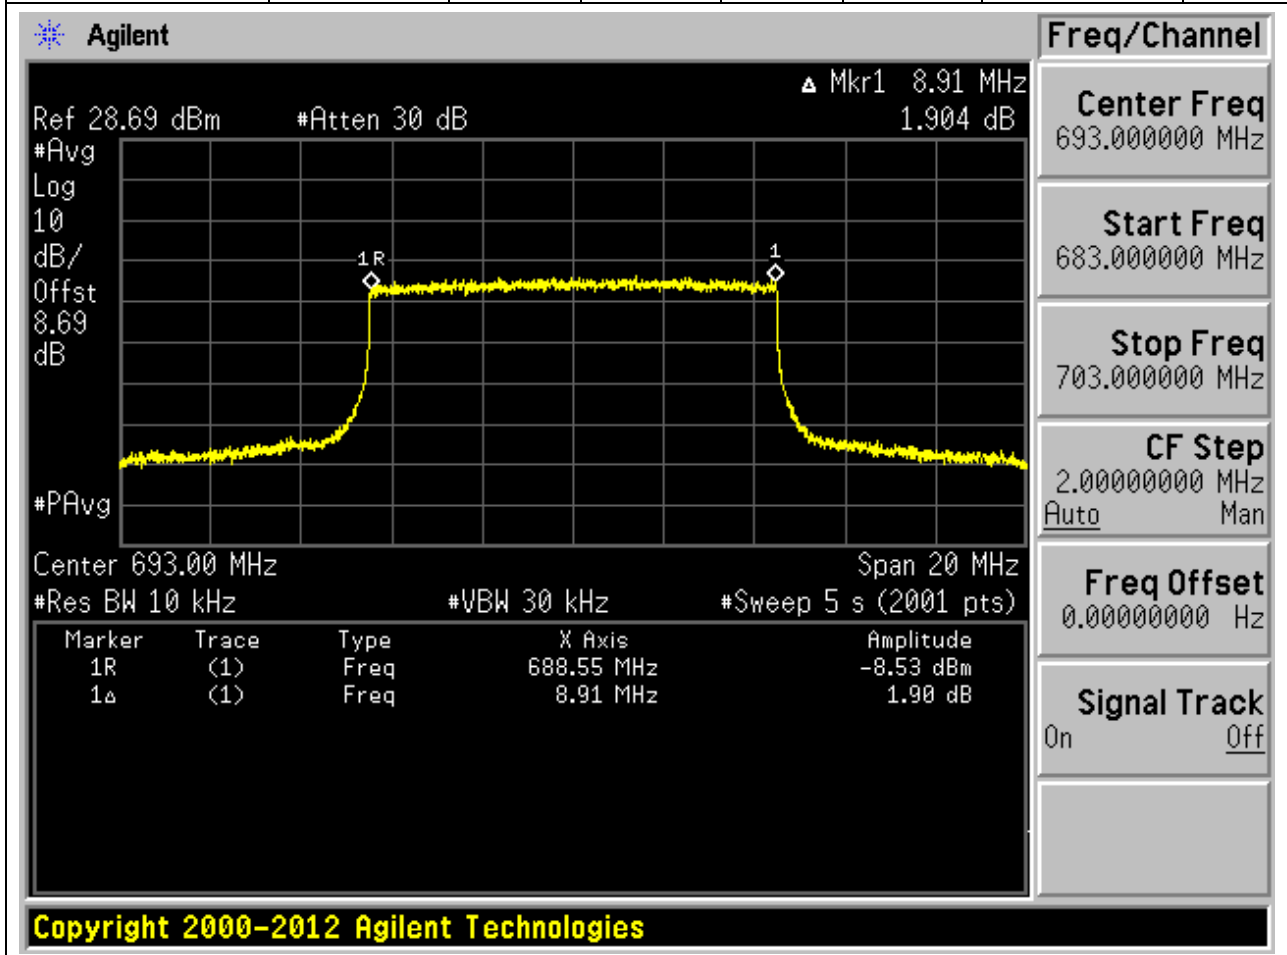 Agilent
Freq/Channel
▵ Mkr1 8.91 MHz
Ref 28.69 dBm #Atten 30 dB 1.904 dB
#Avg
Log
10
dB/
Offst
8.69
dB
1R
1
#PAvg
Center 693.00 MHz Span 20 MHz
#Res BW 10 kHz #VBW 30 kHz #Sweep 5 s (2001 pts)
Marker Trace Type X Axis Amplitude
1R (1) Freq 688.55 MHz -8.53 dBm
1▵ (1) Freq 8.91 MHz 1.90 dB
Center Freq
693.000000 MHz
Start Freq
683.000000 MHz
Stop Freq
703.000000 MHz
CF Step
2.00000000 MHz
Auto Man
Freq Offset
0.00000000 Hz
Signal Track
On Off
Copyright 2000-2012 Agilent Technologies